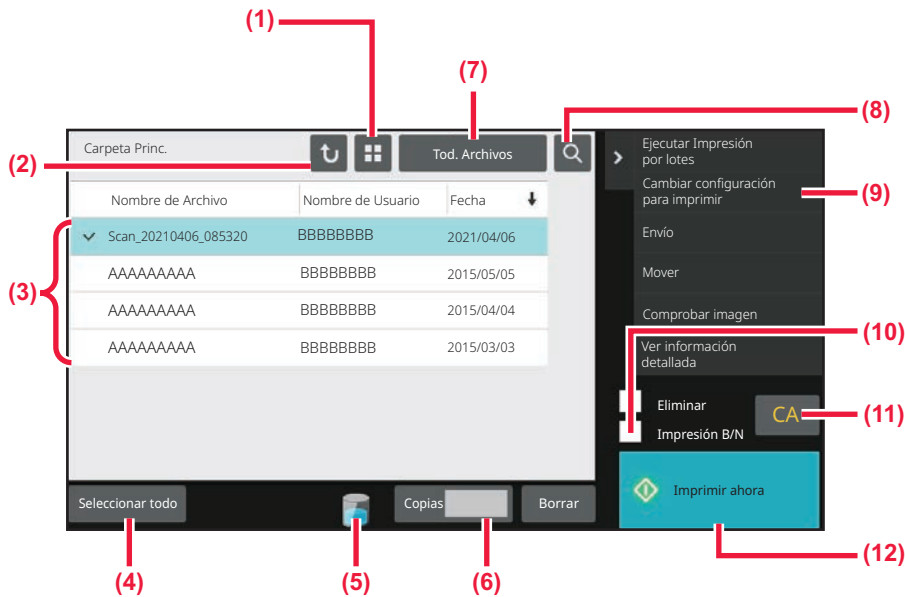 (1)
(7)
(8)
Carpeta Princ.
Tod. Archivos
Ejecutar Impresión
por lotes
(2)
Cambiar configuración
para imprimir
(9)
Nombre de Archivo Nombre de Usuario Fecha
Envío
Scan_20210406_085320 BBBBBBBB 2021/04/06
Mover
AAAAAAAAA BBBBBBBB 2015/05/05
(3)
AAAAAAAAA BBBBBBBB 2015/04/04
Comprobar imagen
(10)
AAAAAAAAA BBBBBBBB 2015/03/03
Ver información
detallada
Eliminar
CA
(11)
Impresión B/N
Seleccionar todo
Copias
Borrar
Imprimir ahora
(12)
(4)
(5)
(6)